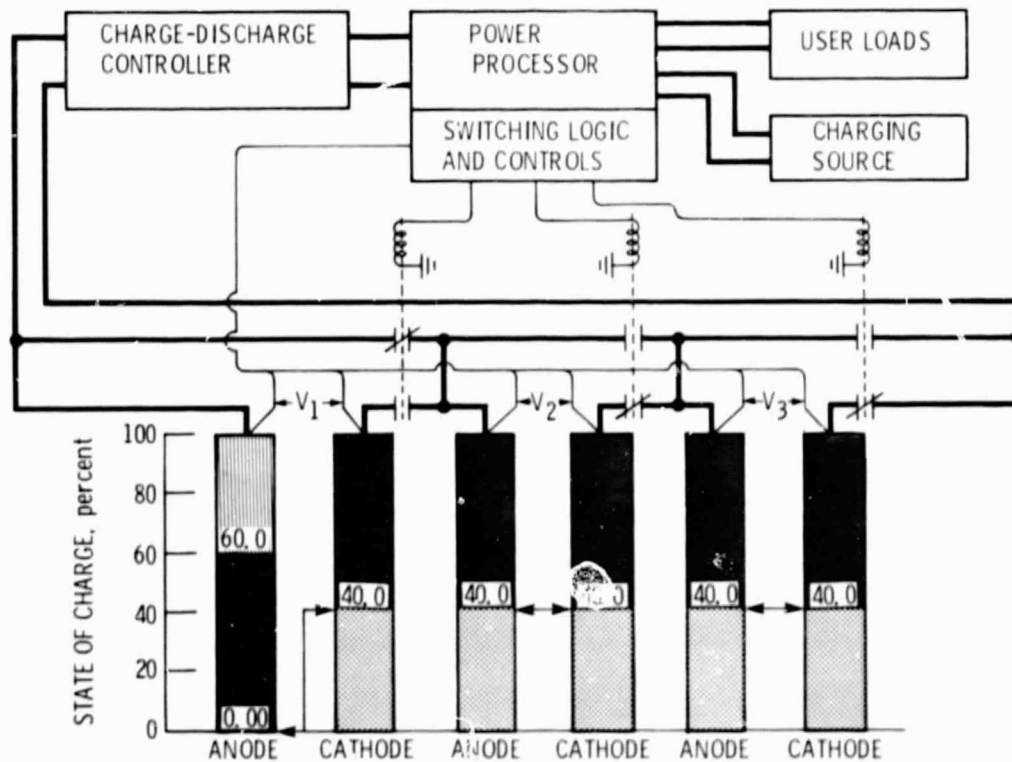 CHARGE-DISCHARGE
CONTROLLER
POWER
PROCESSOR
USER LOADS
SWITCHING LOGIC
AND CONTROLS
CHARGING
SOURCE
V1
V2
V3
STATE OF CHARGE, percent
100
80
60
40
20
0
60.0
0.00
40.0
40.0
40.0
40.0
ANODE
CATHODE
ANODE
CATHODE
ANODE
CATHODE